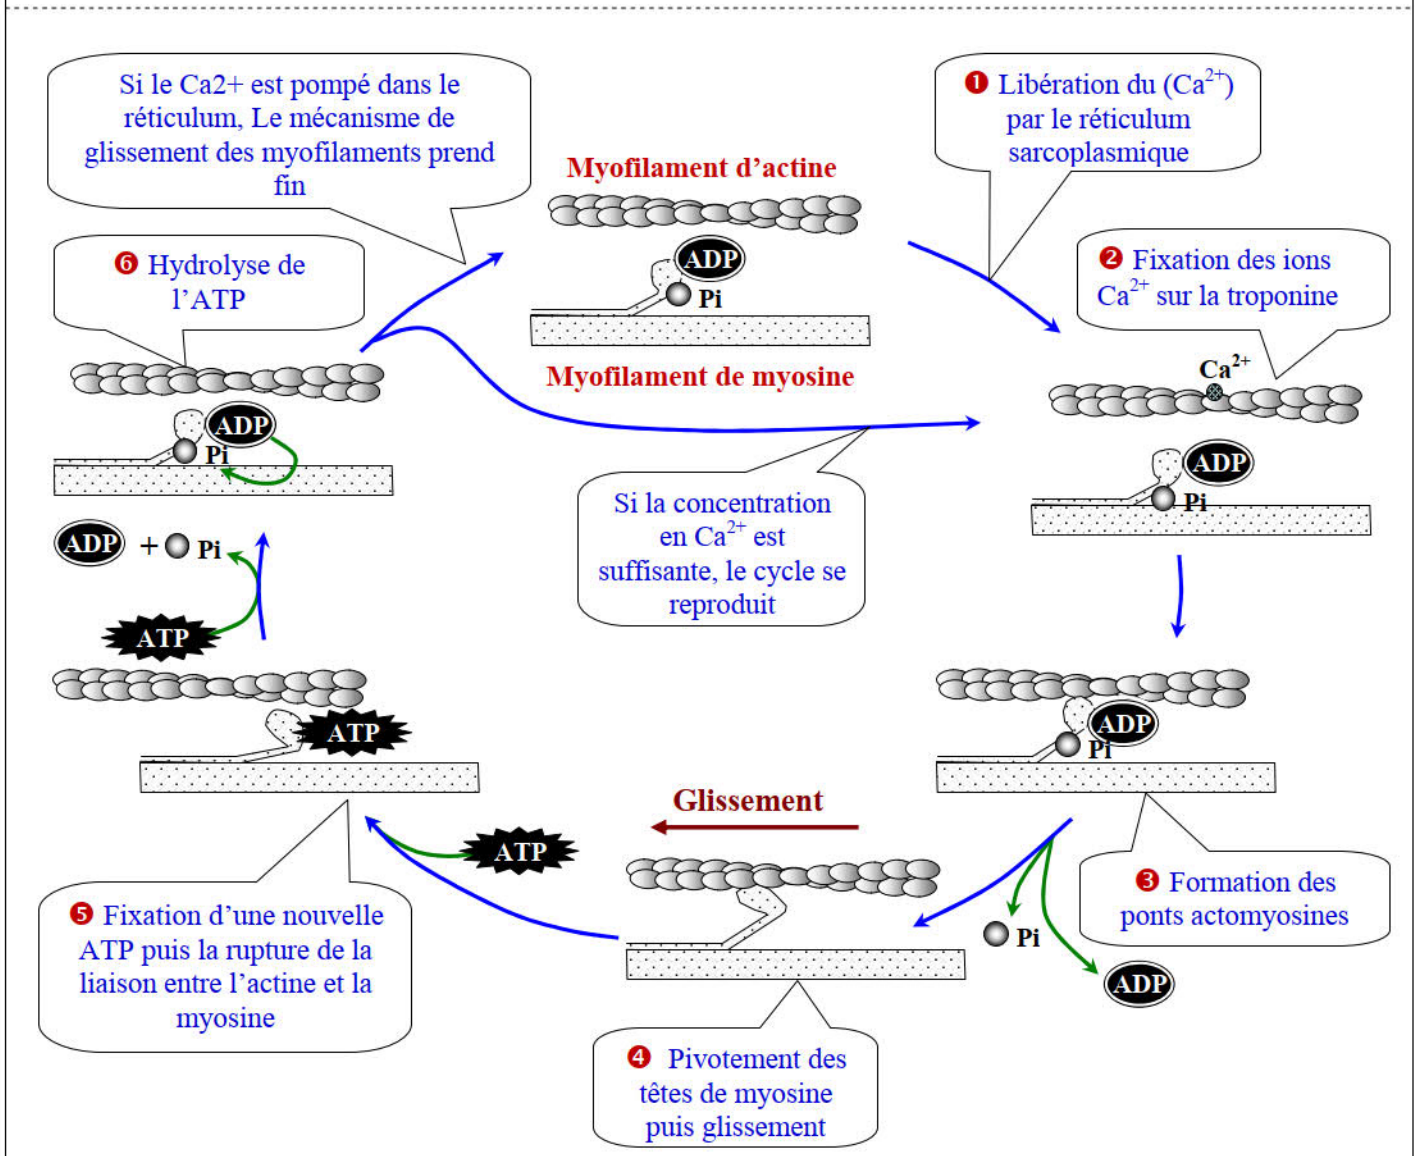 Si le Ca2+ est pompé dans le
réticulum, Le mécanisme de
glissement des myofilaments prend
fin
❶ Libération du (Ca²⁺)
par le réticulum
sarcoplasmique
Myofilament d’actine
ADP
Pi
Myofilament de myosine
❷ Fixation des ions
Ca²⁺ sur la troponine
Ca²⁺
ADP
Pi
❻ Hydrolyse de
l’ATP
ADP
Pi
ADP + Pi
ATP
Si la concentration
en Ca²⁺ est
suffisante, le cycle se
reproduit
ATP
ADP
Pi
Glissement
ATP
Pi
ADP
❸ Formation des
ponts actomyosines
❺ Fixation d’une nouvelle
ATP puis la rupture de la
liaison entre l’actine et la
myosine
❹ Pivotement des
têtes de myosine
puis glissement